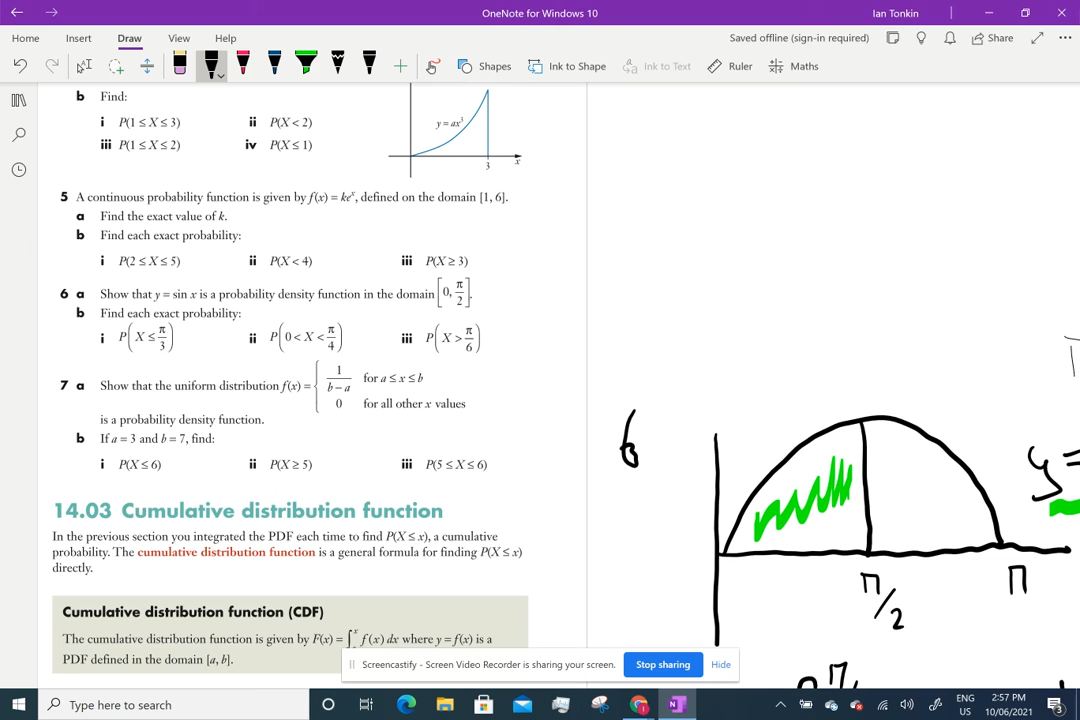 OneNote for Windows 10
Ian Tonkin
Home Insert Draw View Help
Saved offline (sign-in required)
Share
Shapes Ink to Shape Ink to Text Ruler Maths
b Find:
i P(1 ≤ X ≤ 3) ii P(X < 2)
iii P(1 ≤ X ≤ 2) iv P(X ≤ 1)
y = ax³
3
x
5 A continuous probability function is given by f(x) = keˣ, defined on the domain [1, 6].
a Find the exact value of k.
b Find each exact probability:
i P(2 ≤ X ≤ 5) ii P(X < 4) iii P(X ≥ 3)
6 a Show that y = sin x is a probability density function in the domain [0, π/2].
b Find each exact probability:
i P(X ≤ π/3) ii P(0 < X < π/4) iii P(X > π/6)
7 a Show that the uniform distribution f(x) = { 1/(b − a) for a ≤ x ≤ b
0 for all other x values
is a probability density function.
b If a = 3 and b = 7, find:
i P(X ≤ 6) ii P(X ≥ 5) iii P(5 ≤ X ≤ 6)
14.03 Cumulative distribution function
In the previous section you integrated the PDF each time to find P(X ≤ x), a cumulative
probability. The cumulative distribution function is a general formula for finding P(X ≤ x)
directly.
Cumulative distribution function (CDF)
The cumulative distribution function is given by F(x) = ∫ˣ f(x) dx where y = f(x) is a
PDF defined in the domain [a, b].
6
y =
π/2
π
Screencastify - Screen Video Recorder is sharing your screen. Stop sharing Hide
Type here to search
ENG
US
2:57 PM
10/06/2021
3